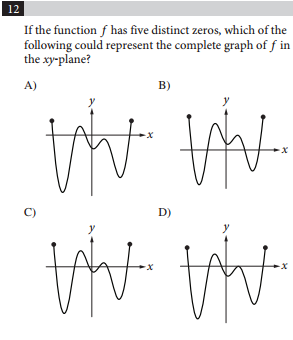 12
If the function f has five distinct zeros, which of the
following could represent the complete graph of f in
the xy-plane?
A)
B)
y
y
x
x
C)
D)
y
y
x
x